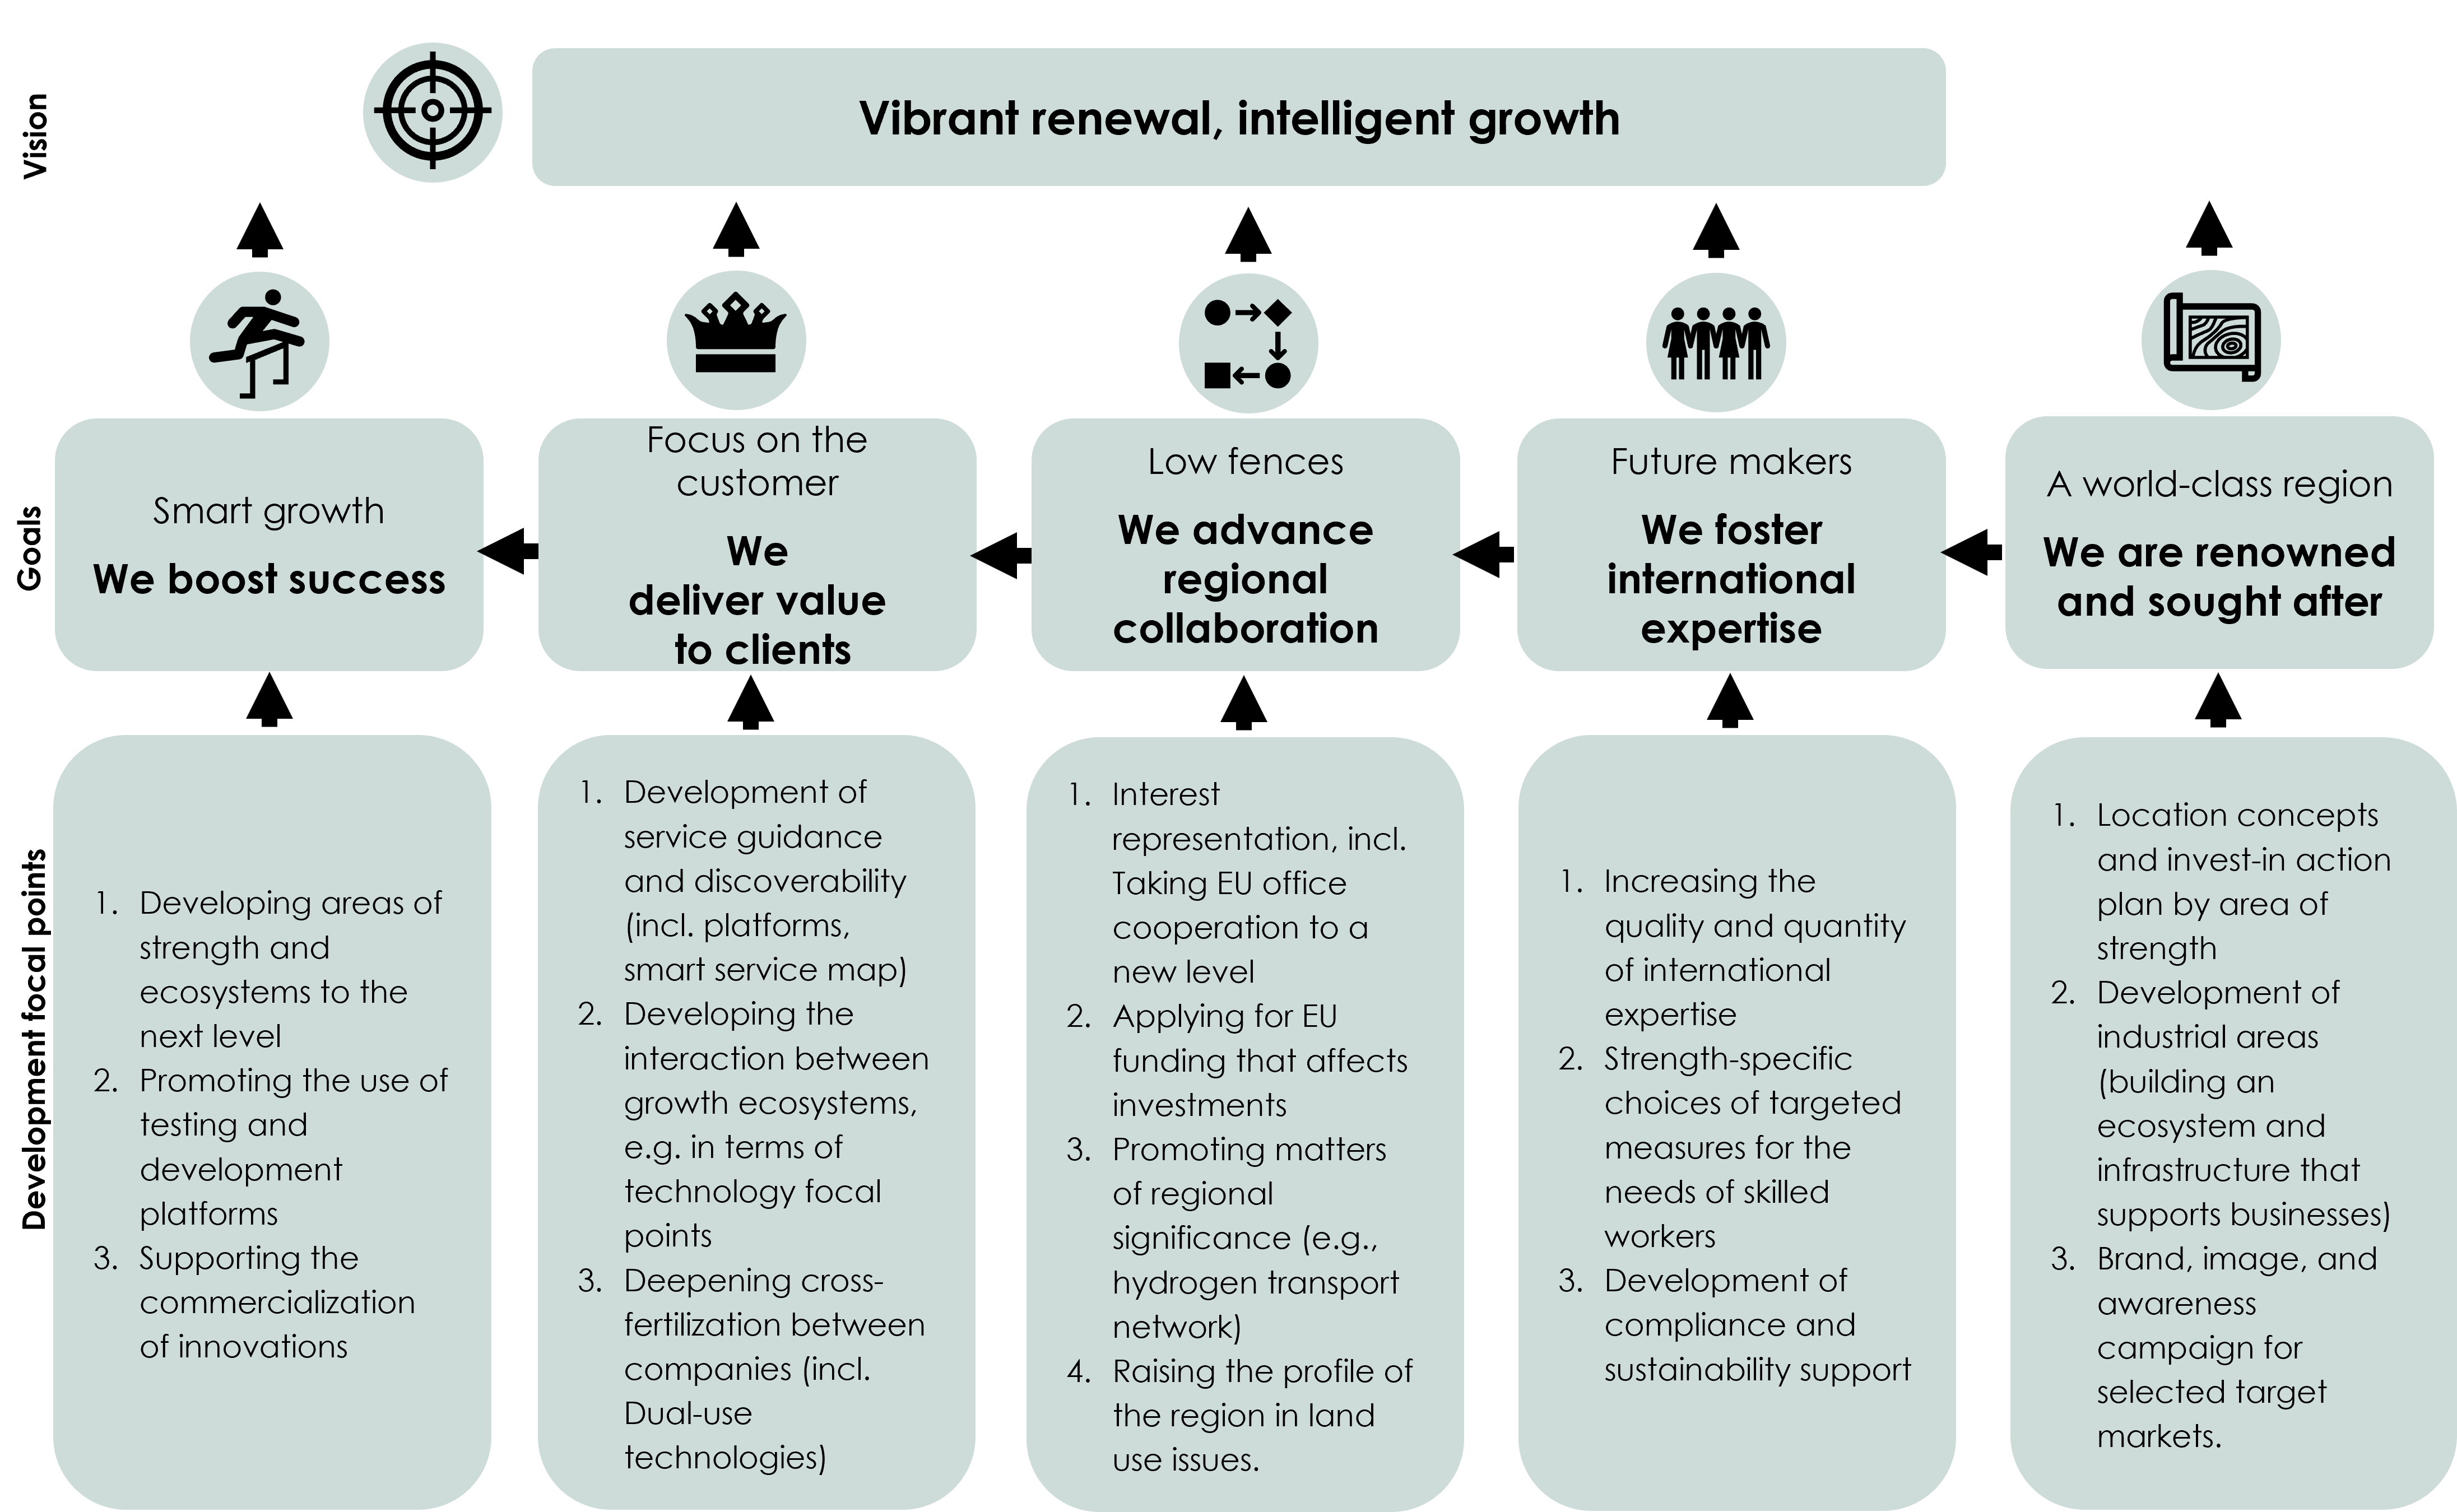 Vision
Vibrant renewal, intelligent growth
Goals
Smart growth
We boost success
Focus on the
customer
We
deliver value
to clients
Low fences
We advance
regional
collaboration
Future makers
We foster
international
expertise
A world-class region
We are renowned
and sought after
Development focal points
1. Developing areas of
strength and
ecosystems to the
next level
2. Promoting the use of
testing and
development
platforms
3. Supporting the
commercialization
of innovations
1. Development of
service guidance
and discoverability
(incl. platforms,
smart service map)
2. Developing the
interaction between
growth ecosystems,
e.g. in terms of
technology focal
points
3. Deepening cross-
fertilization between
companies (incl.
Dual-use
technologies)
1. Interest
representation, incl.
Taking EU office
cooperation to a
new level
2. Applying for EU
funding that affects
investments
3. Promoting matters
of regional
significance (e.g.,
hydrogen transport
network)
4. Raising the profile of
the region in land
use issues.
1. Increasing the
quality and quantity
of international
expertise
2. Strength-specific
choices of targeted
measures for the
needs of skilled
workers
3. Development of
compliance and
sustainability support
1. Location concepts
and invest-in action
plan by area of
strength
2. Development of
industrial areas
(building an
ecosystem and
infrastructure that
supports businesses)
3. Brand, image, and
awareness
campaign for
selected target
markets.